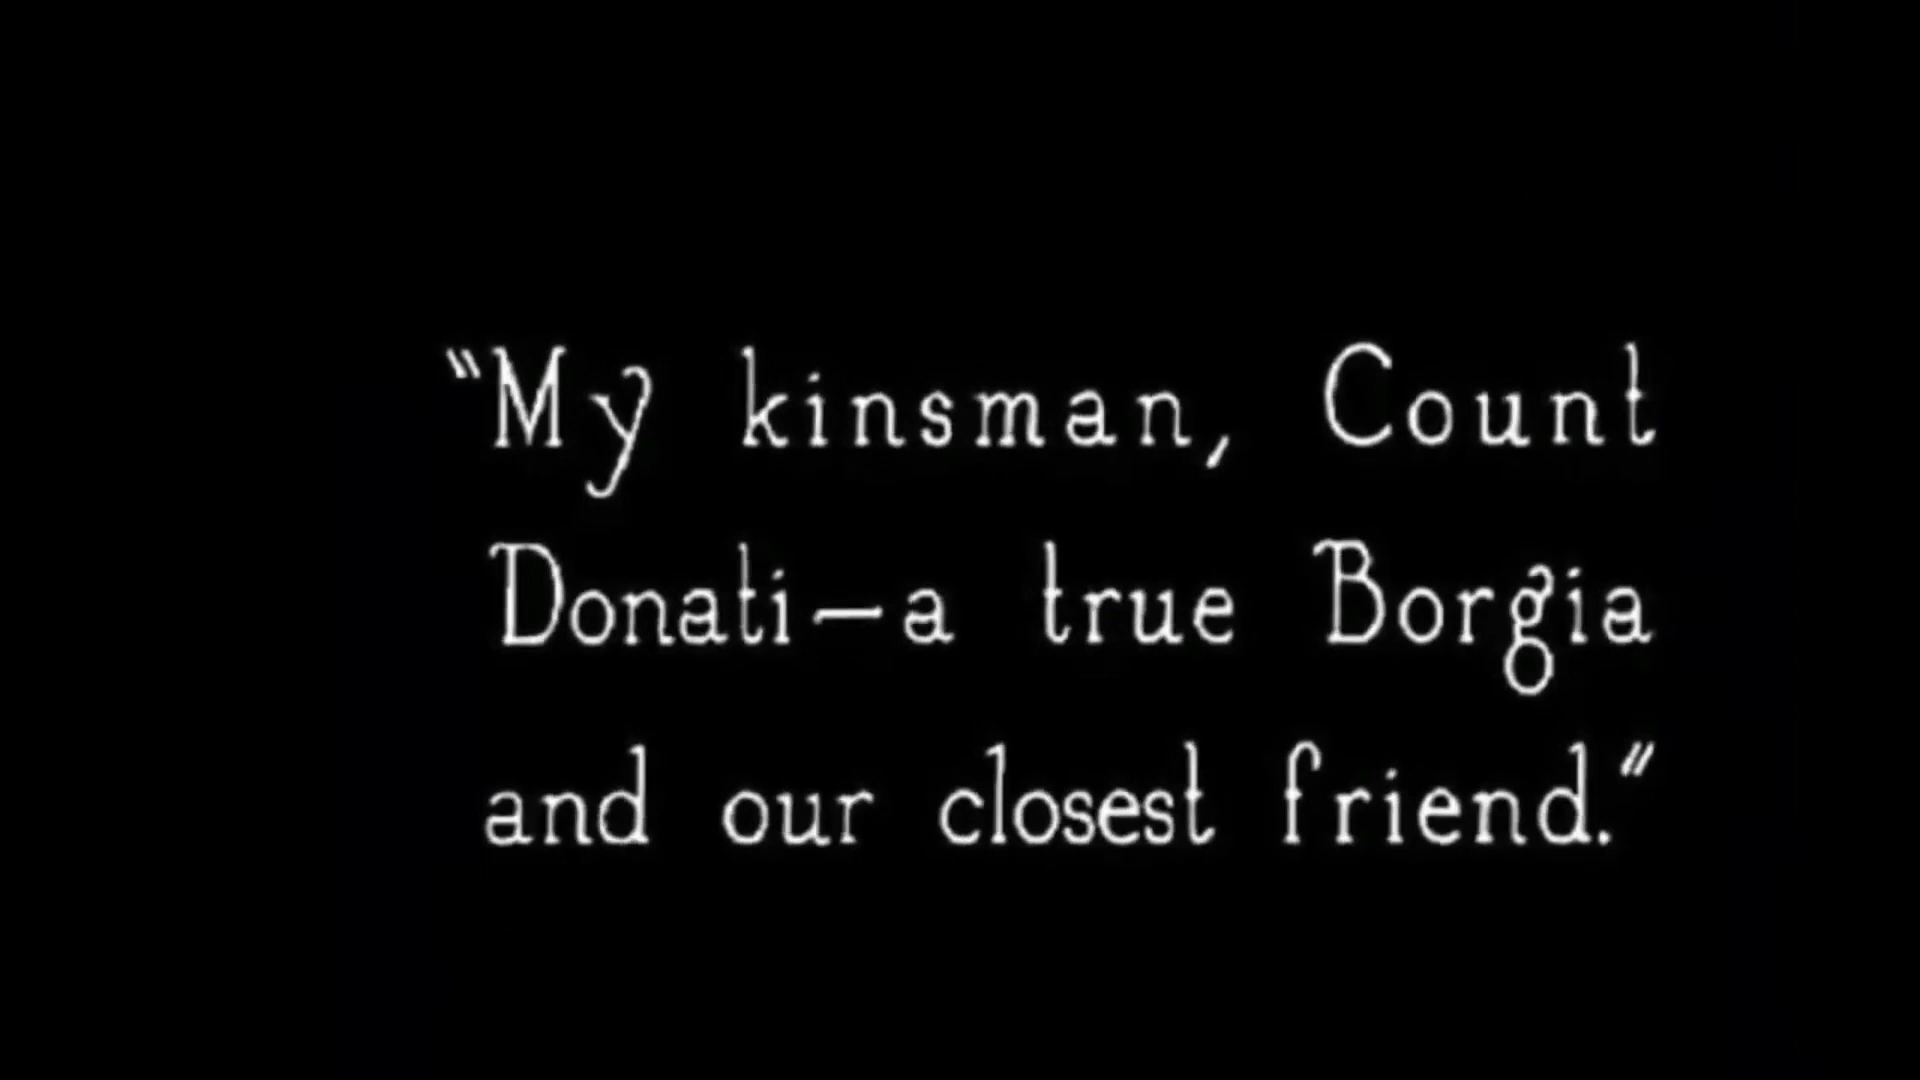 “My kinsman, Count
Donati—a true Borgia
and our closest friend.”